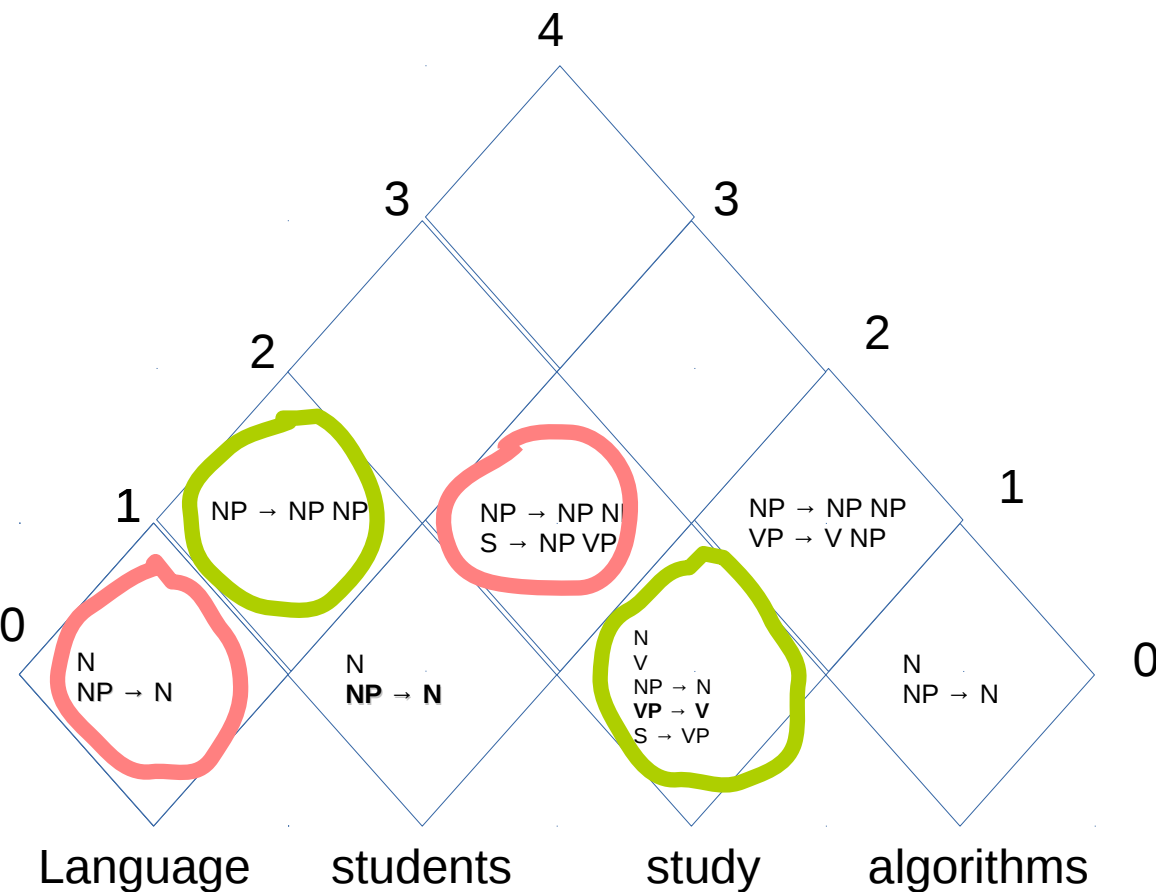 4
3
3
2
2
NP → NP NP
NP → NP N
S → NP VP
NP → NP NP
VP → V NP
1
1
0
N
NP → N
N
NP → N
N
V
NP → N
VP → V
S → VP
N
NP → N
0
Language students study algorithms